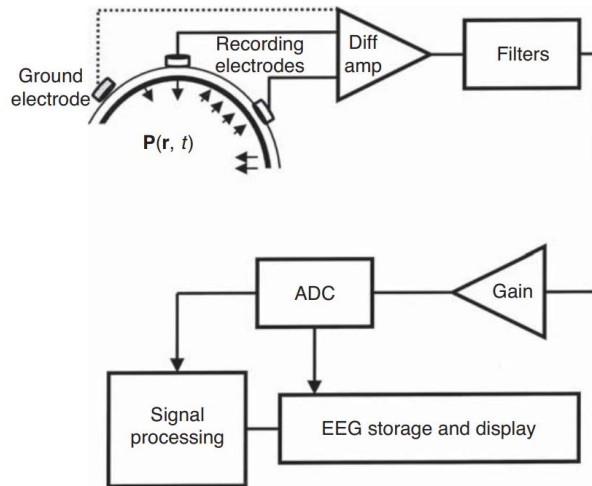 Ground
electrode
Recording
electrodes
Diff
amp
Filters
P(r, t)
ADC
Gain
Signal
processing
EEG storage and display